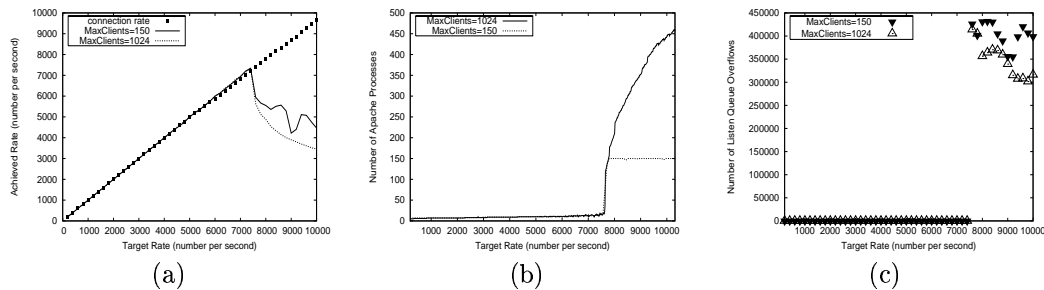 connection rate
MaxClients=150
MaxClients=1024
Achieved Rate (number per second)
10000
9000
8000
7000
6000
5000
4000
3000
2000
1000
0
0 1000 2000 3000 4000 5000 6000 7000 8000 9000 10000
Target Rate (number per second)
(a)
MaxClients=1024
MaxClients=150
Number of Apache Processes
500
450
400
350
300
250
200
150
100
50
0
1000 2000 3000 4000 5000 6000 7000 8000 9000 10000
Target Rate (number per second)
(b)
MaxClients=150
MaxClients=1024
Number of Listen Queue Overflows
450000
400000
350000
300000
250000
200000
150000
100000
50000
0
1000 2000 3000 4000 5000 6000 7000 8000 9000 10000
Target Rate (number per second)
(c)